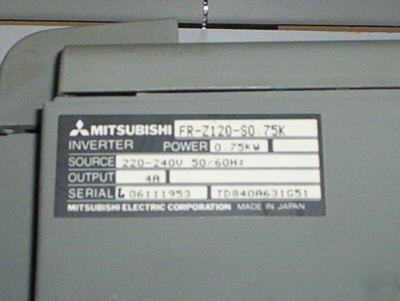 MITSUBISHI FR-Z120-S0.75K
INVERTER POWER 0.75KW
SOURCE 220-240V 50/60Hz
OUTPUT 4A
SERIAL L 06111953 TD840A631G51
MITSUBISHI ELECTRIC CORPORATION MADE IN JAPAN